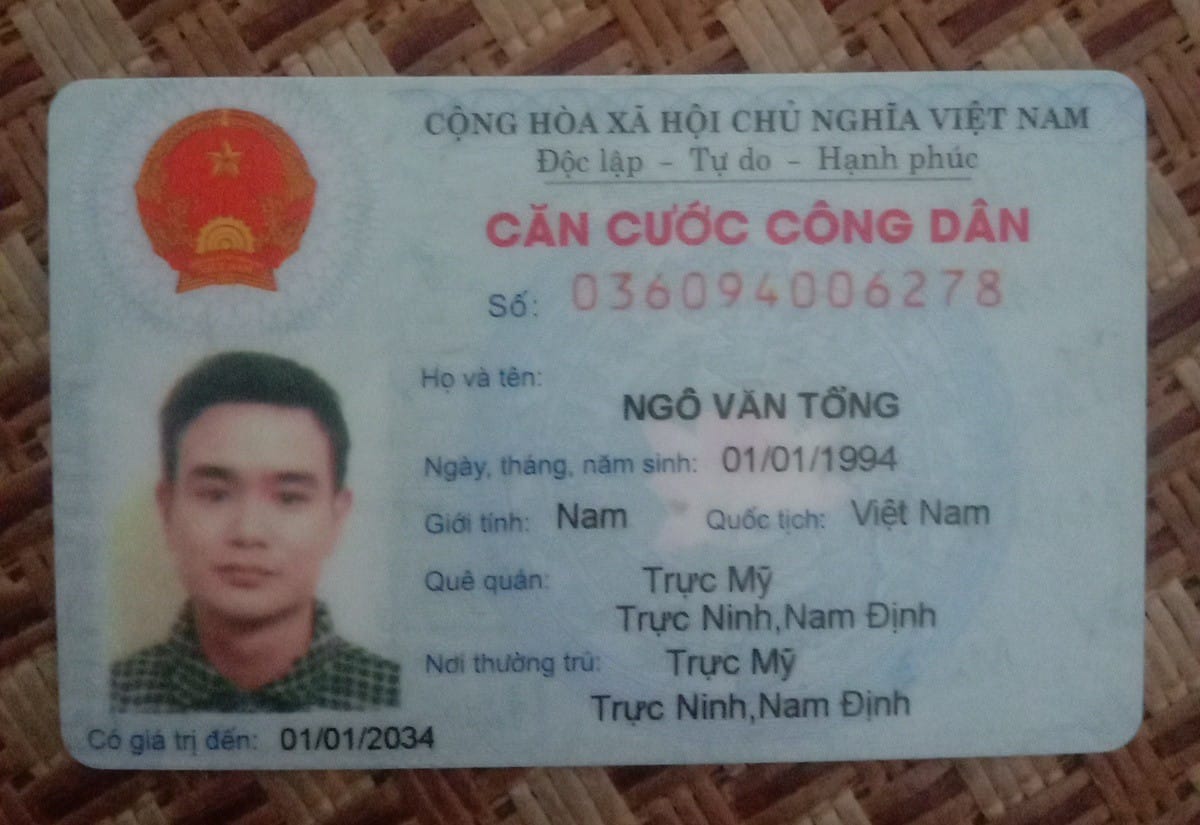 CỘNG HÒA XÃ HỘI CHỦ NGHĨA VIỆT NAM
Độc lập - Tự do - Hạnh phúc
CĂN CƯỚC CÔNG DÂN
Số: 036094006278
Họ và tên:
NGÔ VĂN TỔNG
Ngày, tháng, năm sinh: 01/01/1994
Giới tính: Nam Quốc tịch: Việt Nam
Quê quán: Trực Mỹ
Trực Ninh,Nam Định
Nơi thường trú: Trực Mỹ
Trực Ninh,Nam Định
Có giá trị đến: 01/01/2034